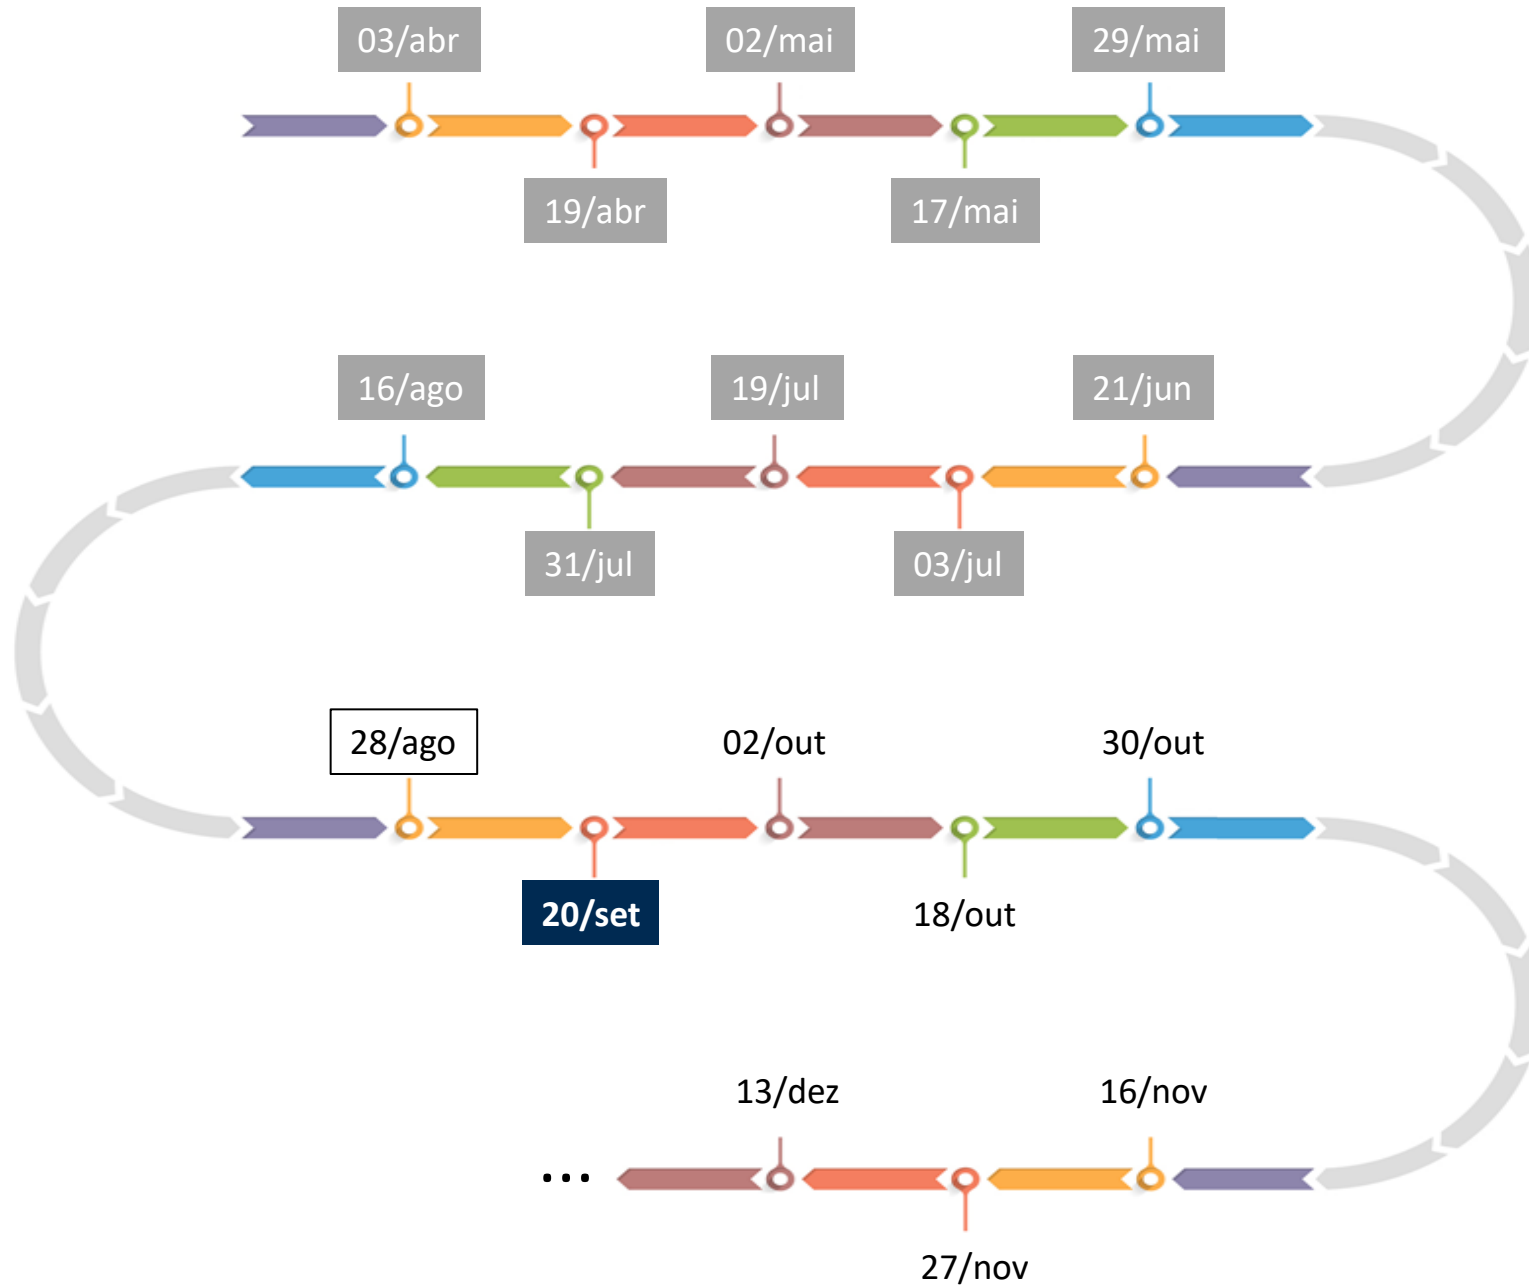 03/abr
02/mai
29/mai
19/abr
17/mai
16/ago
19/jul
21/jun
31/jul
03/jul
28/ago
02/out
30/out
20/set
18/out
13/dez
16/nov
...
27/nov